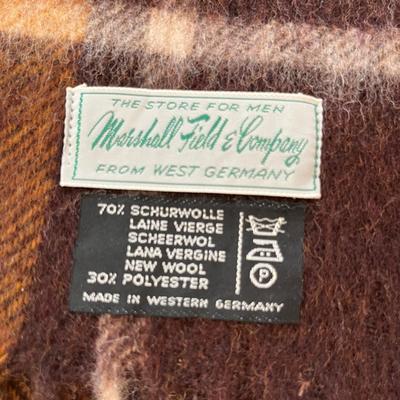 THE STORE FOR MEN
Marshall Field & Company
FROM WEST GERMANY
70% SCHURWOLLE
LAINE VIERGE
SCHEERWOL
LANA VERGINE
NEW WOOL
30% POLYESTER
MADE IN WESTERN GERMANY
P